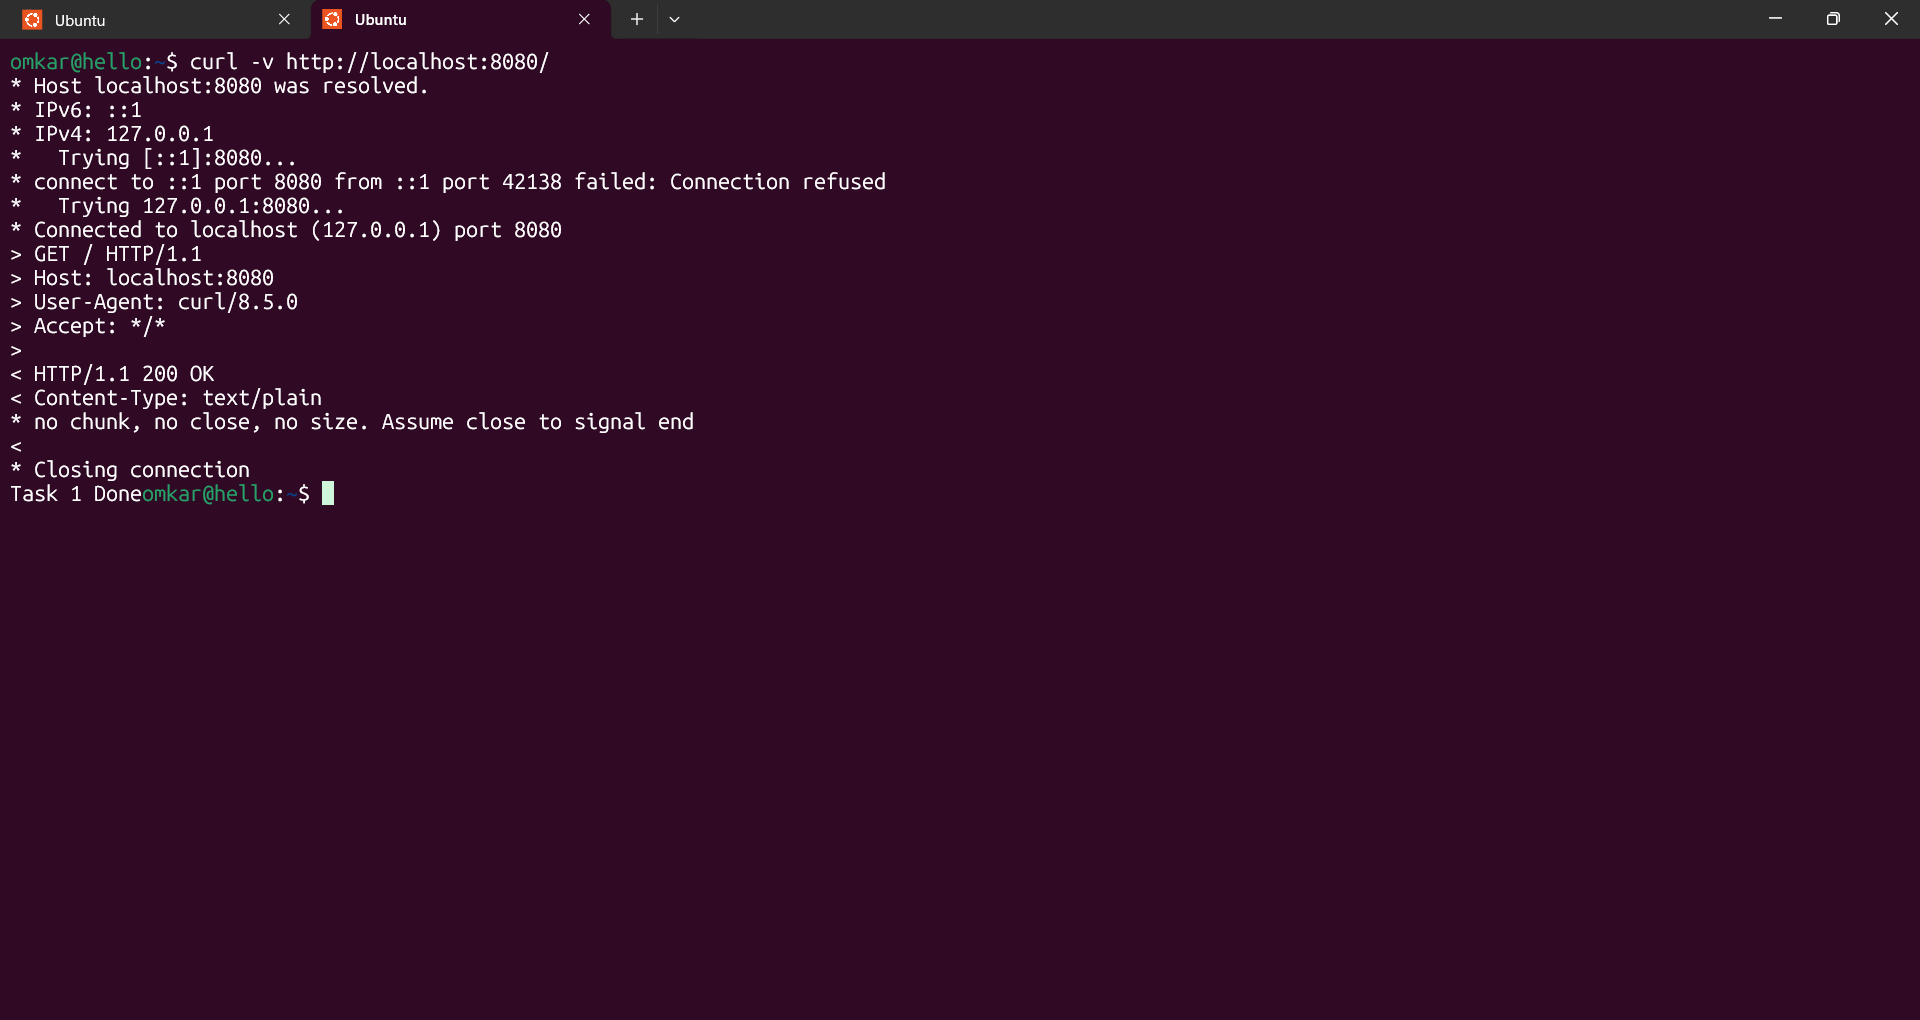 Ubuntu
Ubuntu
omkar@hello:~$ curl -v http://localhost:8080/
* Host localhost:8080 was resolved.
* IPv6: ::1
* IPv4: 127.0.0.1
*   Trying [::1]:8080...
* connect to ::1 port 8080 from ::1 port 42138 failed: Connection refused
*   Trying 127.0.0.1:8080...
* Connected to localhost (127.0.0.1) port 8080
> GET / HTTP/1.1
> Host: localhost:8080
> User-Agent: curl/8.5.0
> Accept: */*
>
< HTTP/1.1 200 OK
< Content-Type: text/plain
* no chunk, no close, no size. Assume close to signal end
<
* Closing connection
Task 1 Doneomkar@hello:~$